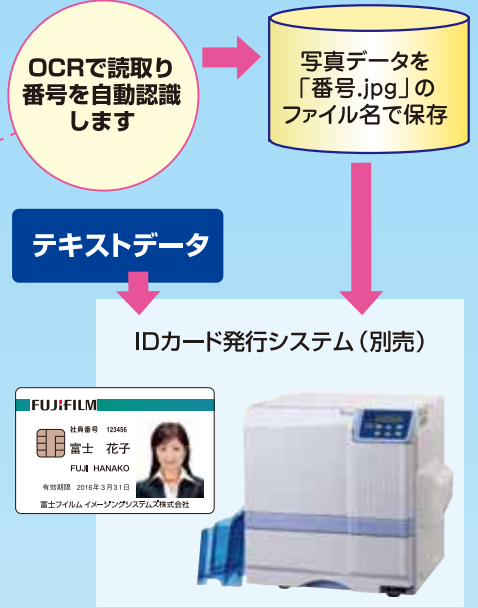 OCRで読取り
番号を自動認識
します
写真データを
「番号.jpg」の
ファイル名で保存
テキストデータ
IDカード発行システム（別売）
FUJIFILM
社員番号 123456
富士 花子
FUJI HANAKO
有効期限 2016年3月31日
富士フイルム イメージングシステムズ株式会社